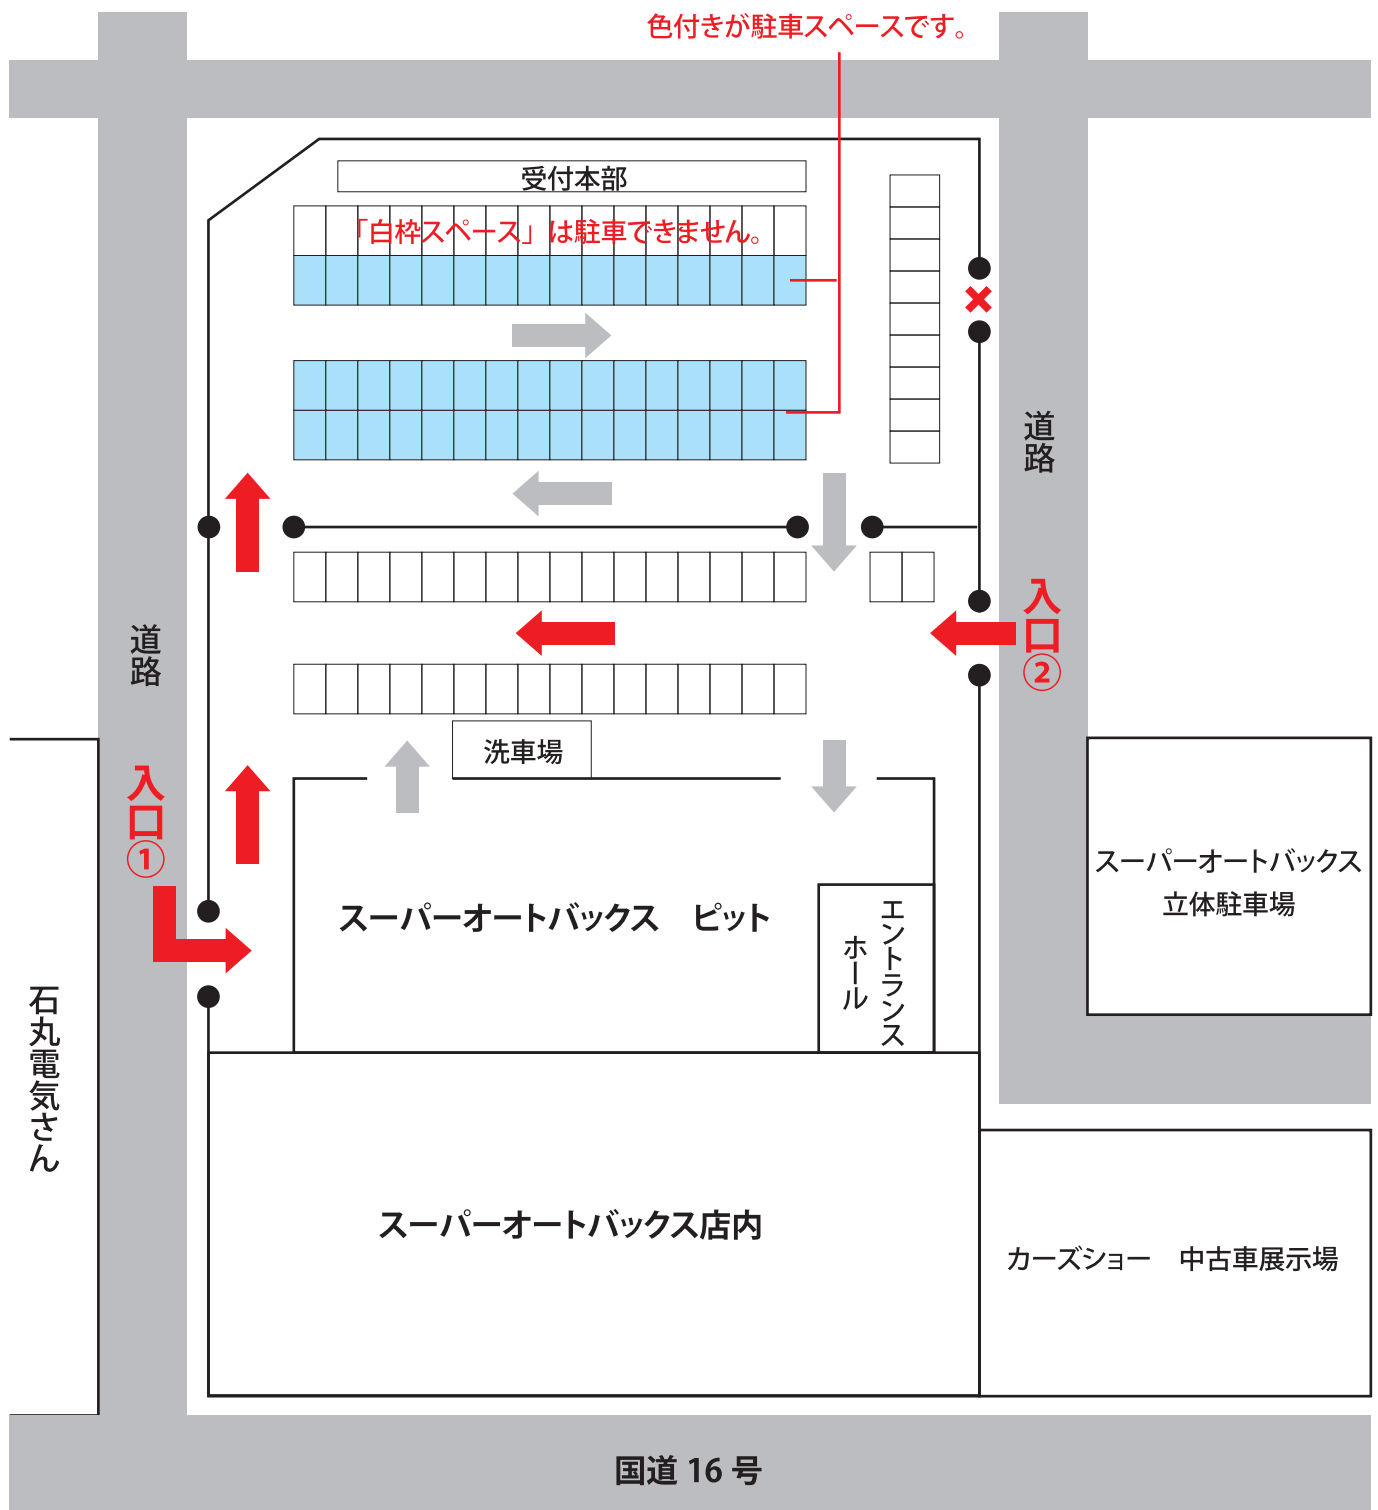 色付きが駐車スペースです。
受付本部
「白枠スペース」は駐車できません。
道路
入口②
道路
洗車場
入口①
スーパーオートバックス
立体駐車場
スーパーオートバックス　ピット
エントランス
ホール
石丸電気さん
スーパーオートバックス店内
カーズショー　中古車展示場
国道 16 号